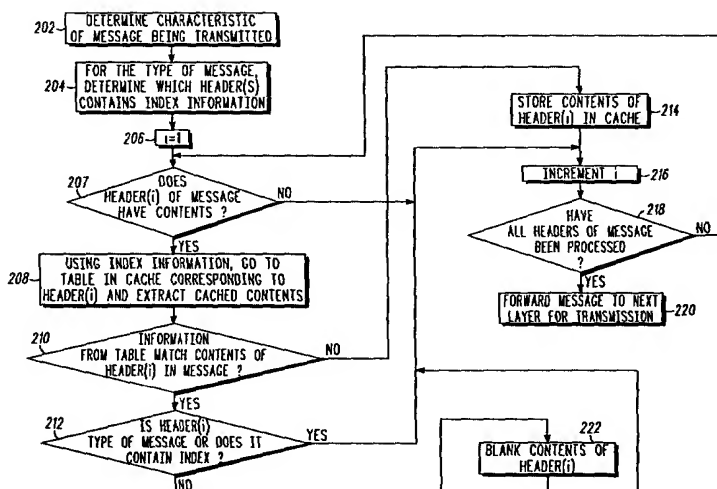 202
DETERMINE CHARACTERISTIC
OF MESSAGE BEING TRANSMITTED
204
FOR THE TYPE OF MESSAGE,
DETERMINE WHICH HEADER(S)
CONTAINS INDEX INFORMATION
206
i=1
207
DOES
HEADER(i) OF MESSAGE
HAVE CONTENTS ?
NO
YES
208
USING INDEX INFORMATION, GO TO
TABLE IN CACHE CORRESPONDING TO
HEADER(i) AND EXTRACT CACHED CONTENTS
210
INFORMATION
FROM TABLE MATCH CONTENTS OF
HEADER(i) IN MESSAGE ?
NO
YES
212
IS HEADER(i)
TYPE OF MESSAGE OR DOES IT
CONTAIN INDEX ?
YES
NO
STORE CONTENTS OF
HEADER(i) IN CACHE
214
INCREMENT i
216
HAVE
ALL HEADERS OF MESSAGE
BEEN PROCESSED
?
218
NO
YES
FORWARD MESSAGE TO NEXT
LAYER FOR TRANSMISSION
220
222
BLANK CONTENTS OF
HEADER(i)